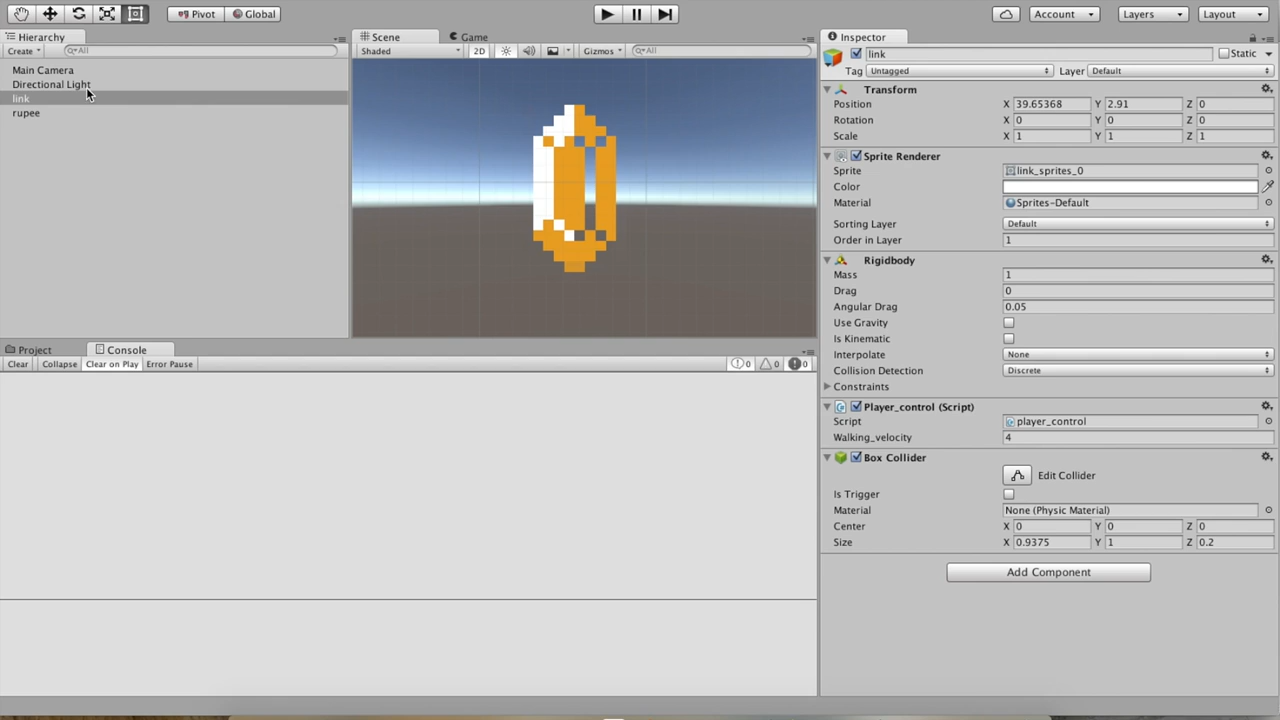 Pivot Global Account Layers Layout
Hierarchy
Create All
Main Camera
Directional Light
link
rupee
Scene Game
Shaded 2D Gizmos All
Inspector
link Static
Tag Untagged Layer Default
Transform
Position X 39.65368 Y 2.91 Z 0
Rotation X 0 Y 0 Z 0
Scale X 1 Y 1 Z 1
Sprite Renderer
Sprite link_sprites_0
Color
Material Sprites-Default
Sorting Layer Default
Order in Layer 1
Rigidbody
Mass 1
Drag 0
Angular Drag 0.05
Use Gravity
Is Kinematic
Interpolate None
Collision Detection Discrete
Constraints
Player_control (Script)
Script player_control
Walking_velocity 4
Box Collider
Edit Collider
Is Trigger
Material None (Physic Material)
Center X 0 Y 0 Z 0
Size X 0.9375 Y 1 Z 0.2
Add Component
Project Console
Clear Collapse Clear on Play Error Pause 0 0 0